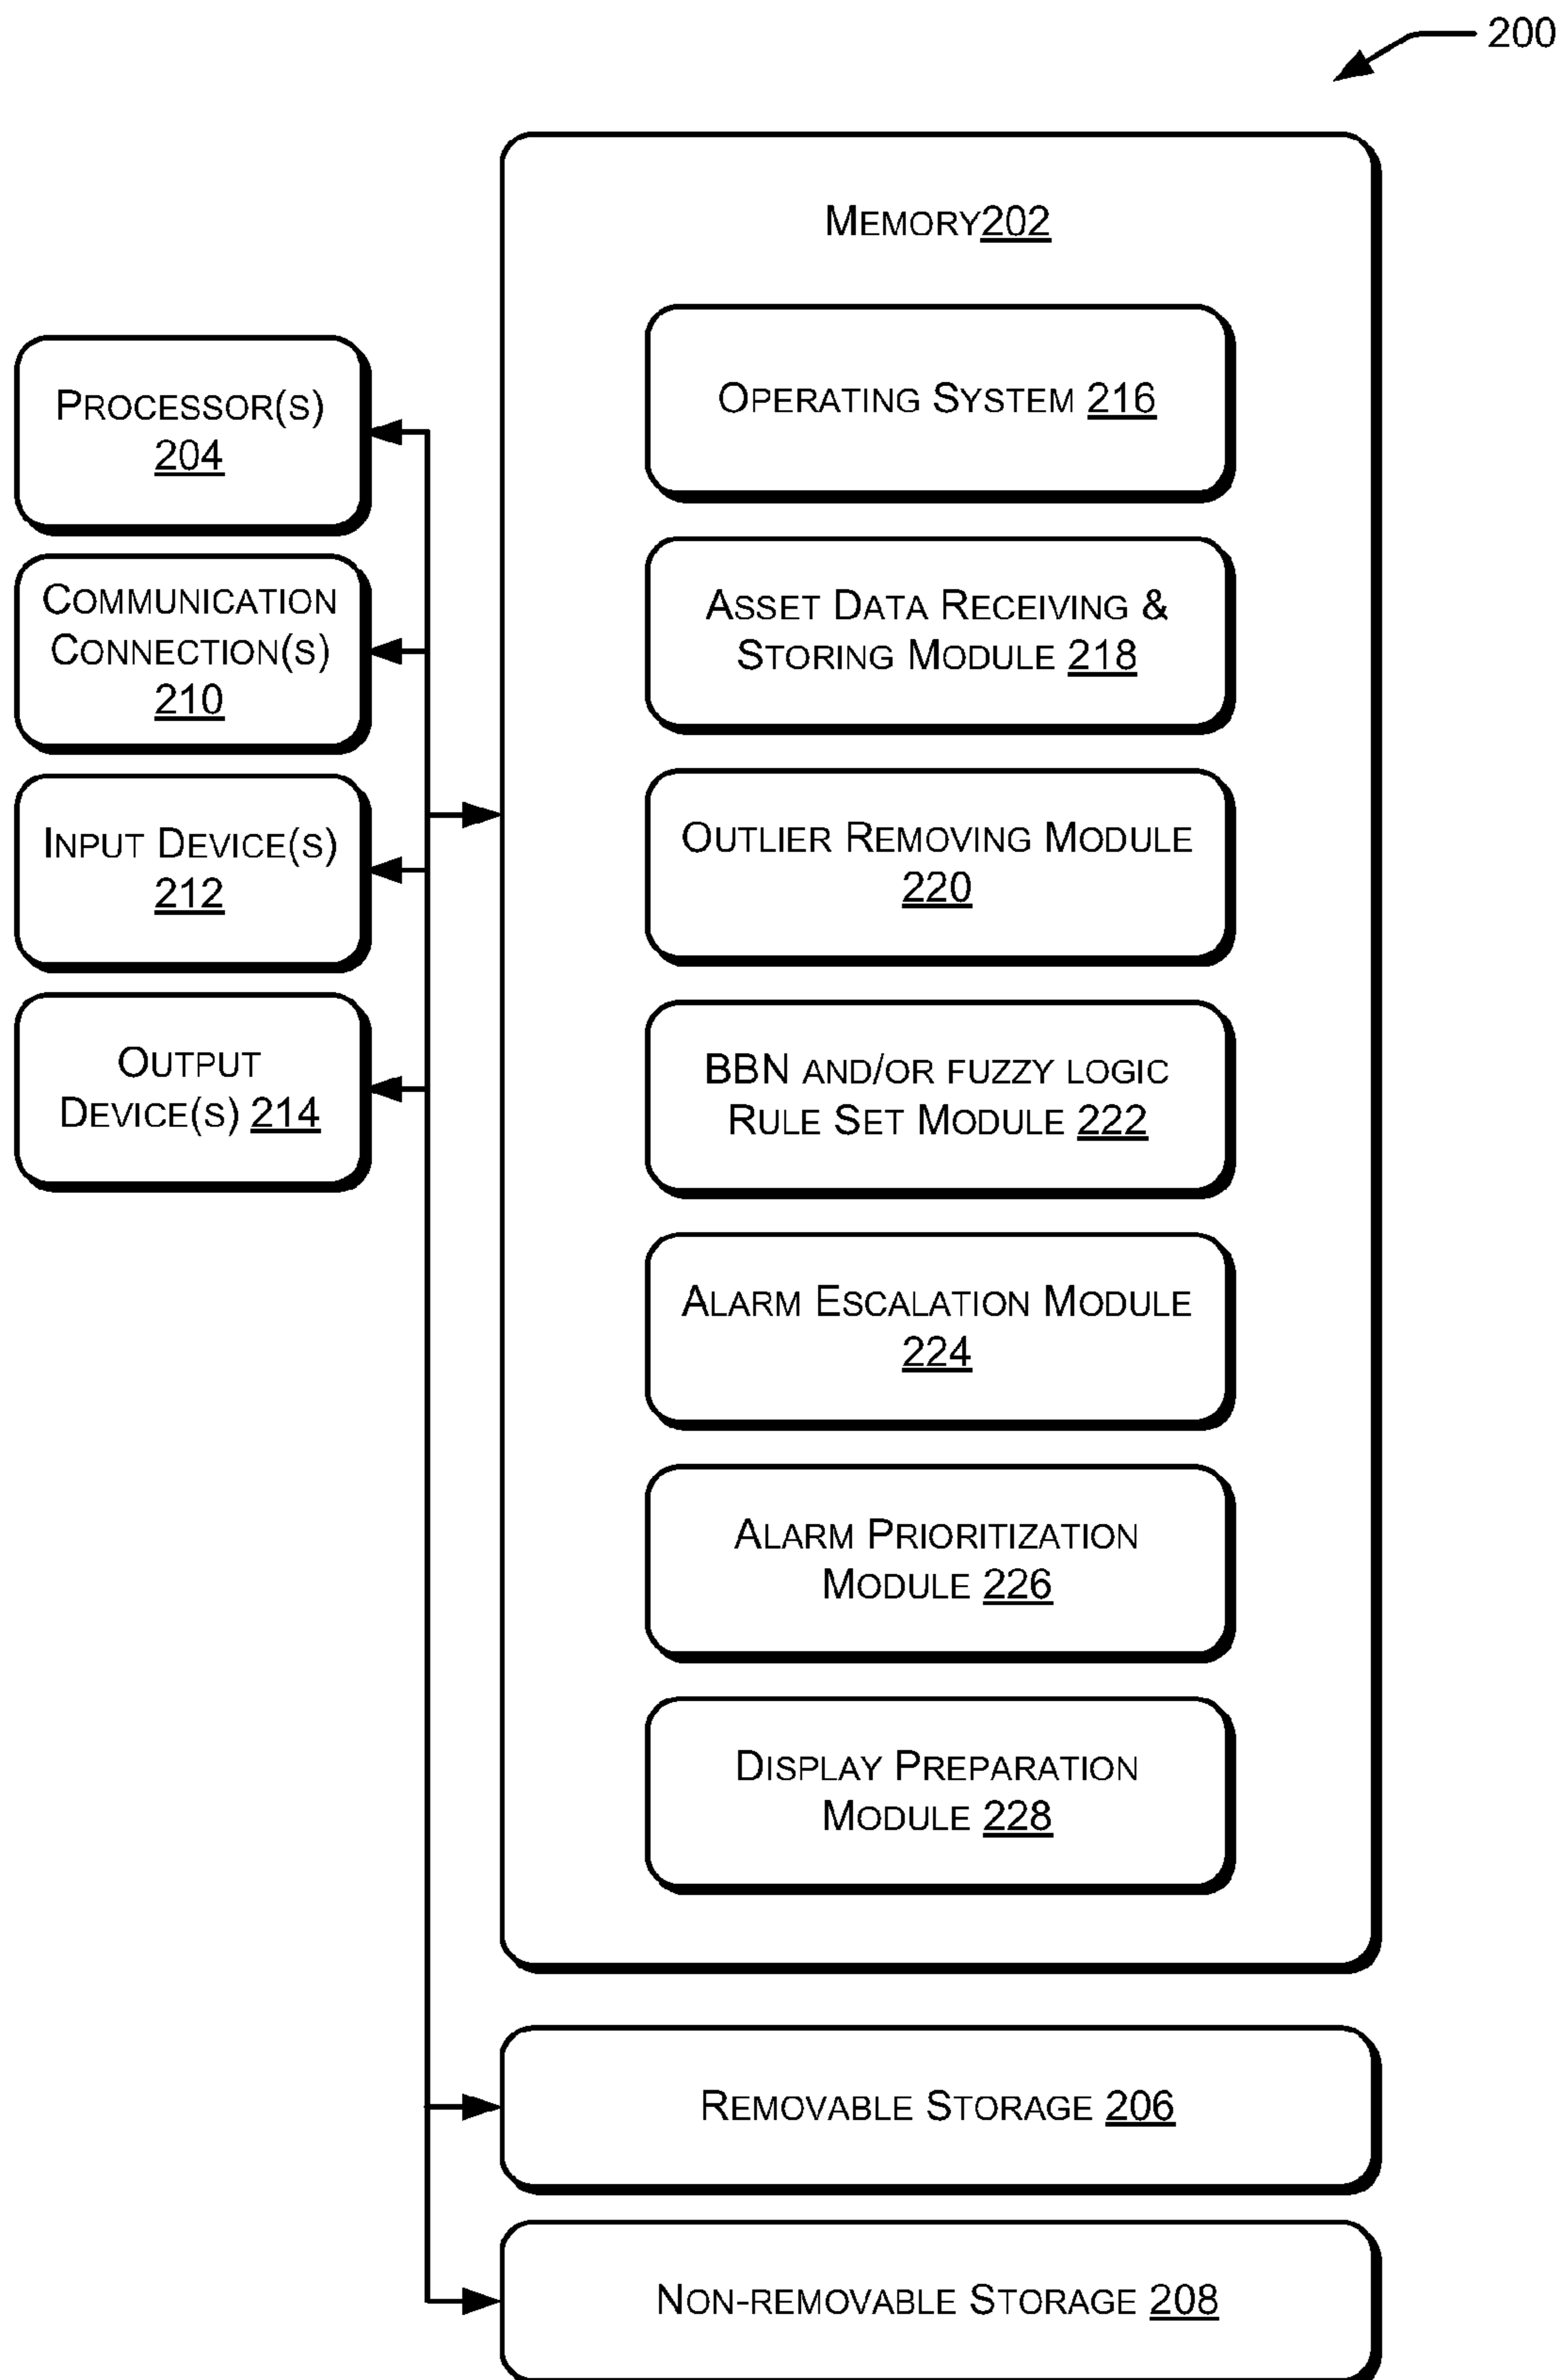 200
MEMORY202
OPERATING SYSTEM 216
ASSET DATA RECEIVING &
STORING MODULE 218
OUTLIER REMOVING MODULE
220
BBN AND/OR FUZZY LOGIC
RULE SET MODULE 222
ALARM ESCALATION MODULE
224
ALARM PRIORITIZATION
MODULE 226
DISPLAY PREPARATION
MODULE 228
PROCESSOR(S)
204
COMMUNICATION
CONNECTION(S)
210
INPUT DEVICE(S)
212
OUTPUT
DEVICE(S) 214
REMOVABLE STORAGE 206
NON-REMOVABLE STORAGE 208